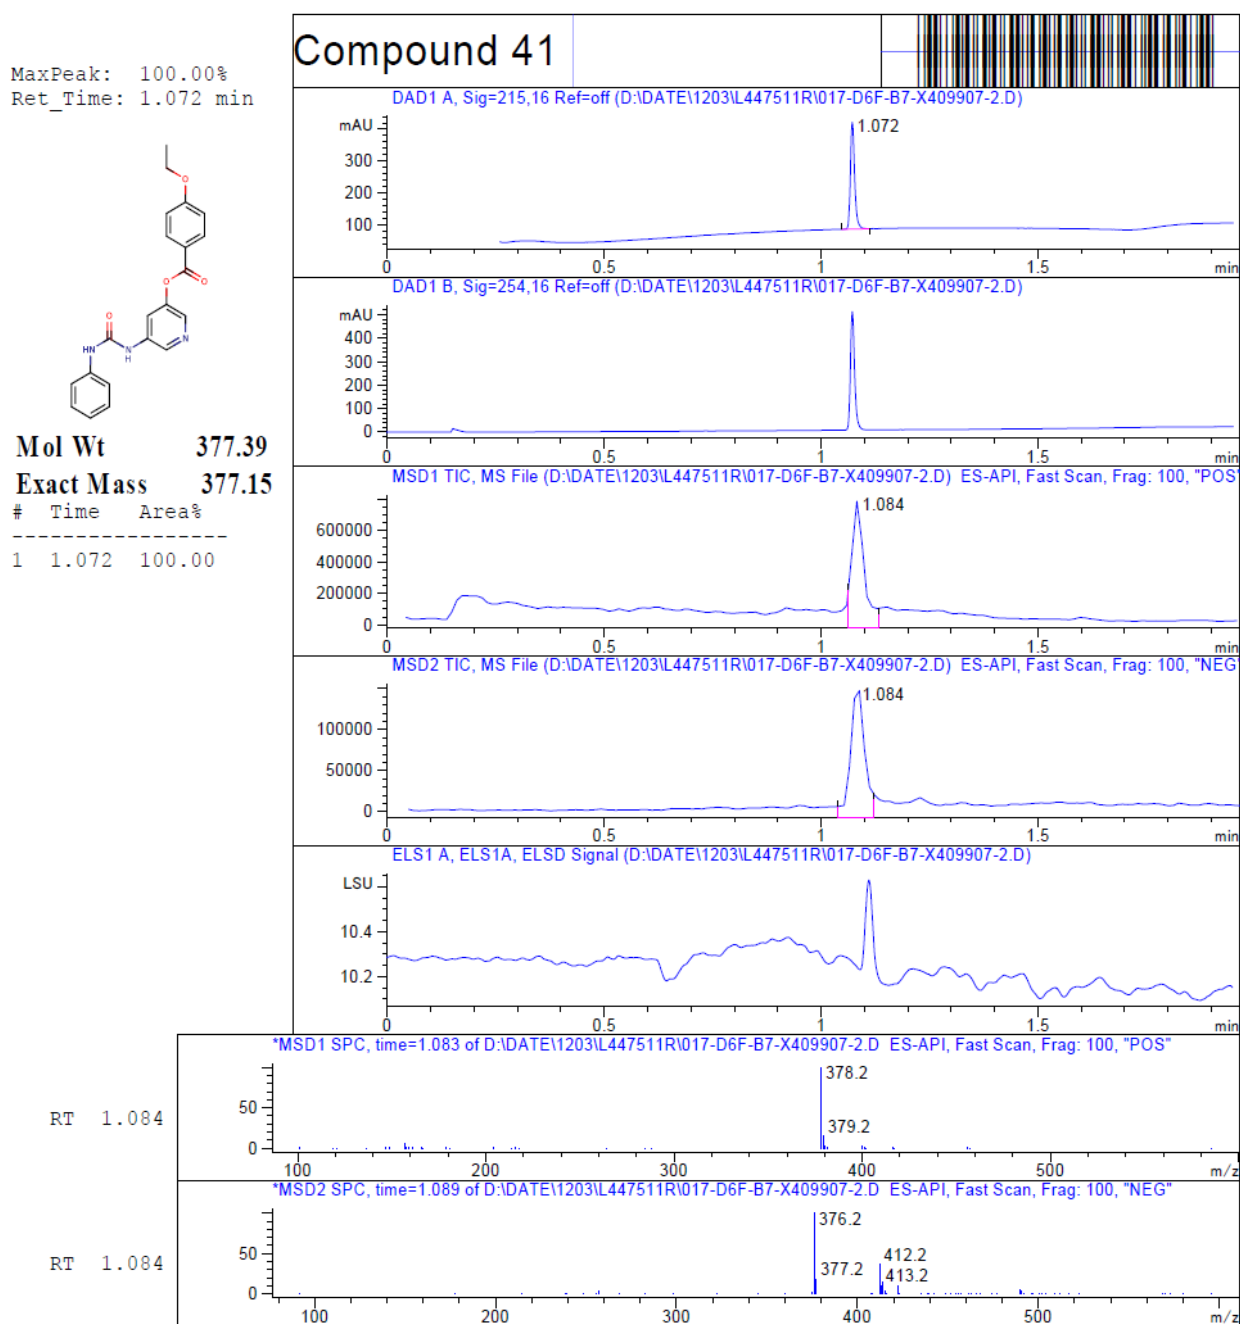 Compound 41
MaxPeak: 100.00%
Ret_Time: 1.072 min
O
O
O
O
O
HN
N
H
N
Mol Wt 377.39
Exact Mass 377.15
# Time Area%
-----------------
1 1.072 100.00
DAD1 A, Sig=215,16 Ref=off (D:\DATE\1203\L447511R\017-D6F-B7-X409907-2.D)
mAU
1.072
300
200
100
0 0.5 1 1.5 min
DAD1 B, Sig=254,16 Ref=off (D:\DATE\1203\L447511R\017-D6F-B7-X409907-2.D)
mAU
400
300
200
100
0
0 0.5 1 1.5 min
MSD1 TIC, MS File (D:\DATE\1203\L447511R\017-D6F-B7-X409907-2.D) ES-API, Fast Scan, Frag: 100, "POS"
1.084
600000
400000
200000
0
0 0.5 1 1.5 min
MSD2 TIC, MS File (D:\DATE\1203\L447511R\017-D6F-B7-X409907-2.D) ES-API, Fast Scan, Frag: 100, "NEG"
1.084
100000
50000
0
0 0.5 1 1.5 min
ELS1 A, ELS1A, ELSD Signal (D:\DATE\1203\L447511R\017-D6F-B7-X409907-2.D)
LSU
10.4
10.2
0 0.5 1 1.5 min
*MSD1 SPC, time=1.083 of D:\DATE\1203\L447511R\017-D6F-B7-X409907-2.D ES-API, Fast Scan, Frag: 100, "POS"
RT 1.084
378.2
50
379.2
0
100 200 300 400 500 m/z
*MSD2 SPC, time=1.089 of D:\DATE\1203\L447511R\017-D6F-B7-X409907-2.D ES-API, Fast Scan, Frag: 100, "NEG"
RT 1.084
376.2
50
412.2
377.2
413.2
0
100 200 300 400 500 m/z